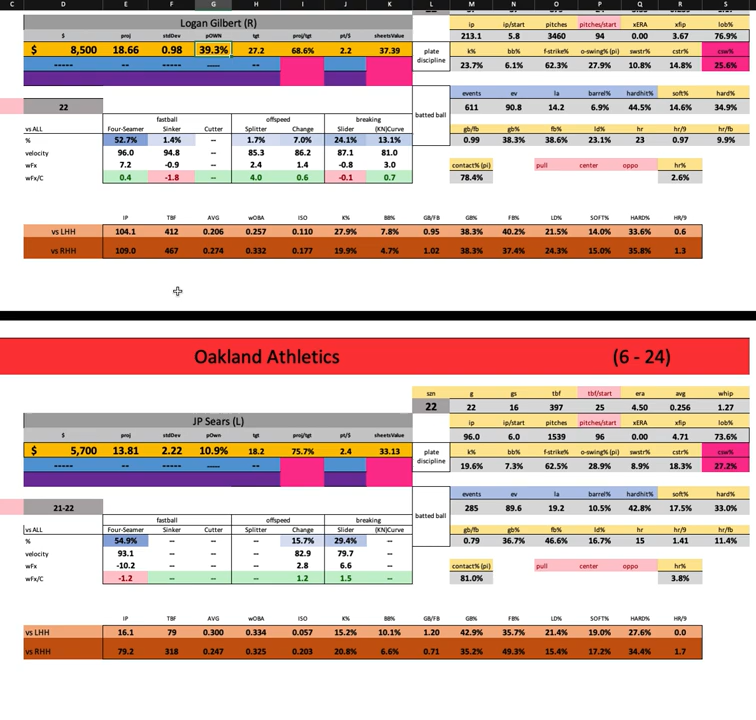 C D E F G H I J K L M N O P Q R S
Logan Gilbert (R)
ip ip/start f pitches pitches/start xERA xfip lob%
$ proj stdDev pOWN tgt proj/tgt pt/$ sheetsValue
213.1 5.8 3460 94 0.00 3.67 76.9%
$ 8,500 18.66 0.98 39.3% 27.2 68.6% 2.2 37.39
plate discipline
k% bb% f-strike% o-swing% (pi) swstr% cstr% csw%
----- -- -- ___ --
23.7% 6.1% 62.3% 27.9% 10.8% 14.8% 25.6%
events ev la barrel% hardhit% soft% hard%
22
611 90.8 14.2 6.9% 44.5% 14.6% 34.9%
batted ball
fastball offspeed breaking
vs ALL Four-Seamer Sinker Cutter Splitter Change Slider (KN)Curve
gb/fb gb% fb% ld% hr hr/9 hr/fb
% 52.7% 1.4% -- 1.7% 7.0% 24.1% 13.1%
0.99 38.3% 38.6% 23.1% 23 0.97 9.9%
velocity 96.0 94.8 -- 85.3 86.2 87.1 81.0
wFx 7.2 -0.9 -- 2.4 1.4 -0.8 3.0
contact% (pi) pull center oppo hr%
wFx/C 0.4 -1.8 -- 4.0 0.6 -0.1 0.7
78.4% 2.6%
IP TBF AVG wOBA ISO K% BB% GB/FB GB% FB% LD% SOFT% HARD% HR/9
vs LHH 104.1 412 0.206 0.257 0.110 27.9% 7.8% 0.95 38.3% 40.2% 21.5% 14.0% 33.6% 0.6
vs RHH 109.0 467 0.274 0.332 0.177 19.9% 4.7% 1.02 38.3% 37.4% 24.3% 15.0% 35.8% 1.3
Oakland Athletics (6 - 24)
szn g gs tbf tbf/start era avg whip
22 22 16 397 25 4.50 0.256 1.27
JP Sears (L)
ip ip/start pitches pitches/start xERA xfip lob%
$ proj stdDev pOwn tgt proj/tgt pt/$ sheetsValue
96.0 6.0 1539 96 0.00 4.71 73.6%
$ 5,700 13.81 2.22 10.9% 18.2 75.7% 2.4 33.13
plate discipline
k% bb% f-strike% o-swing% (pi) swstr% cstr% csw%
----- -- -- ___ --
19.6% 7.3% 62.5% 28.9% 8.9% 18.3% 27.2%
events ev la barrel% hardhit% soft% hard%
21-22
285 89.6 19.2 10.5% 42.8% 17.5% 33.0%
batted ball
fastball offspeed breaking
vs ALL Four-Seamer Sinker Cutter Splitter Change Slider (KN)Curve
gb/fb gb% fb% ld% hr hr/9 hr/fb
% 54.9% -- -- -- 15.7% 29.4% --
0.79 36.7% 46.6% 16.7% 15 1.41 11.4%
velocity 93.1 -- -- -- 82.9 79.7 --
wFx -10.2 -- -- -- 2.8 6.6 --
contact% (pi) pull center oppo hr%
wFx/C -1.2 -- -- -- 1.2 1.5 --
81.0% 3.8%
IP TBF AVG wOBA ISO K% BB% GB/FB GB% FB% LD% SOFT% HARD% HR/9
vs LHH 16.1 79 0.300 0.334 0.057 15.2% 10.1% 1.20 42.9% 35.7% 21.4% 19.0% 27.6% 0.0
vs RHH 79.2 318 0.247 0.325 0.203 20.8% 6.6% 0.71 35.2% 49.3% 15.4% 17.2% 34.4% 1.7